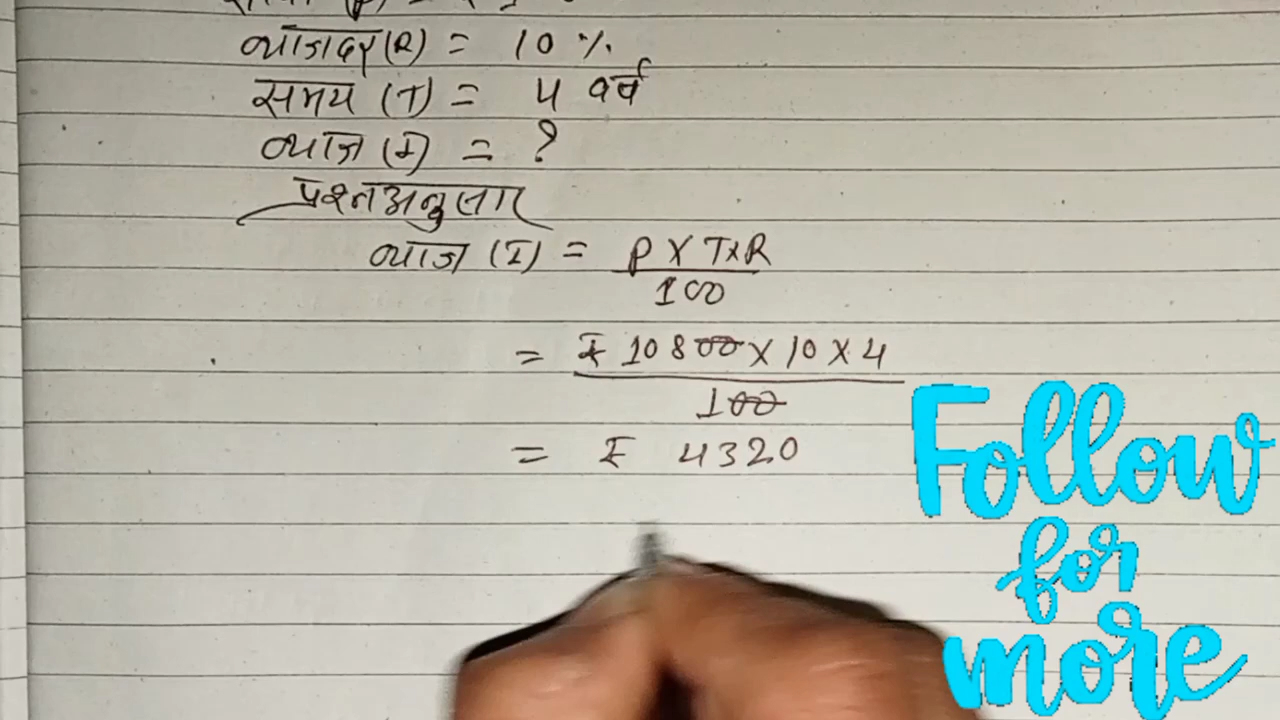 व्याजदर (R) = 10 %
समय (T) = 4 वर्ष
व्याज (I) = ?
प्रश्नअनुसार
व्याज (I) = P X T x R
100
= ₹ 10800 X 10 X 4
100
= ₹ 4320
Follow
for
more